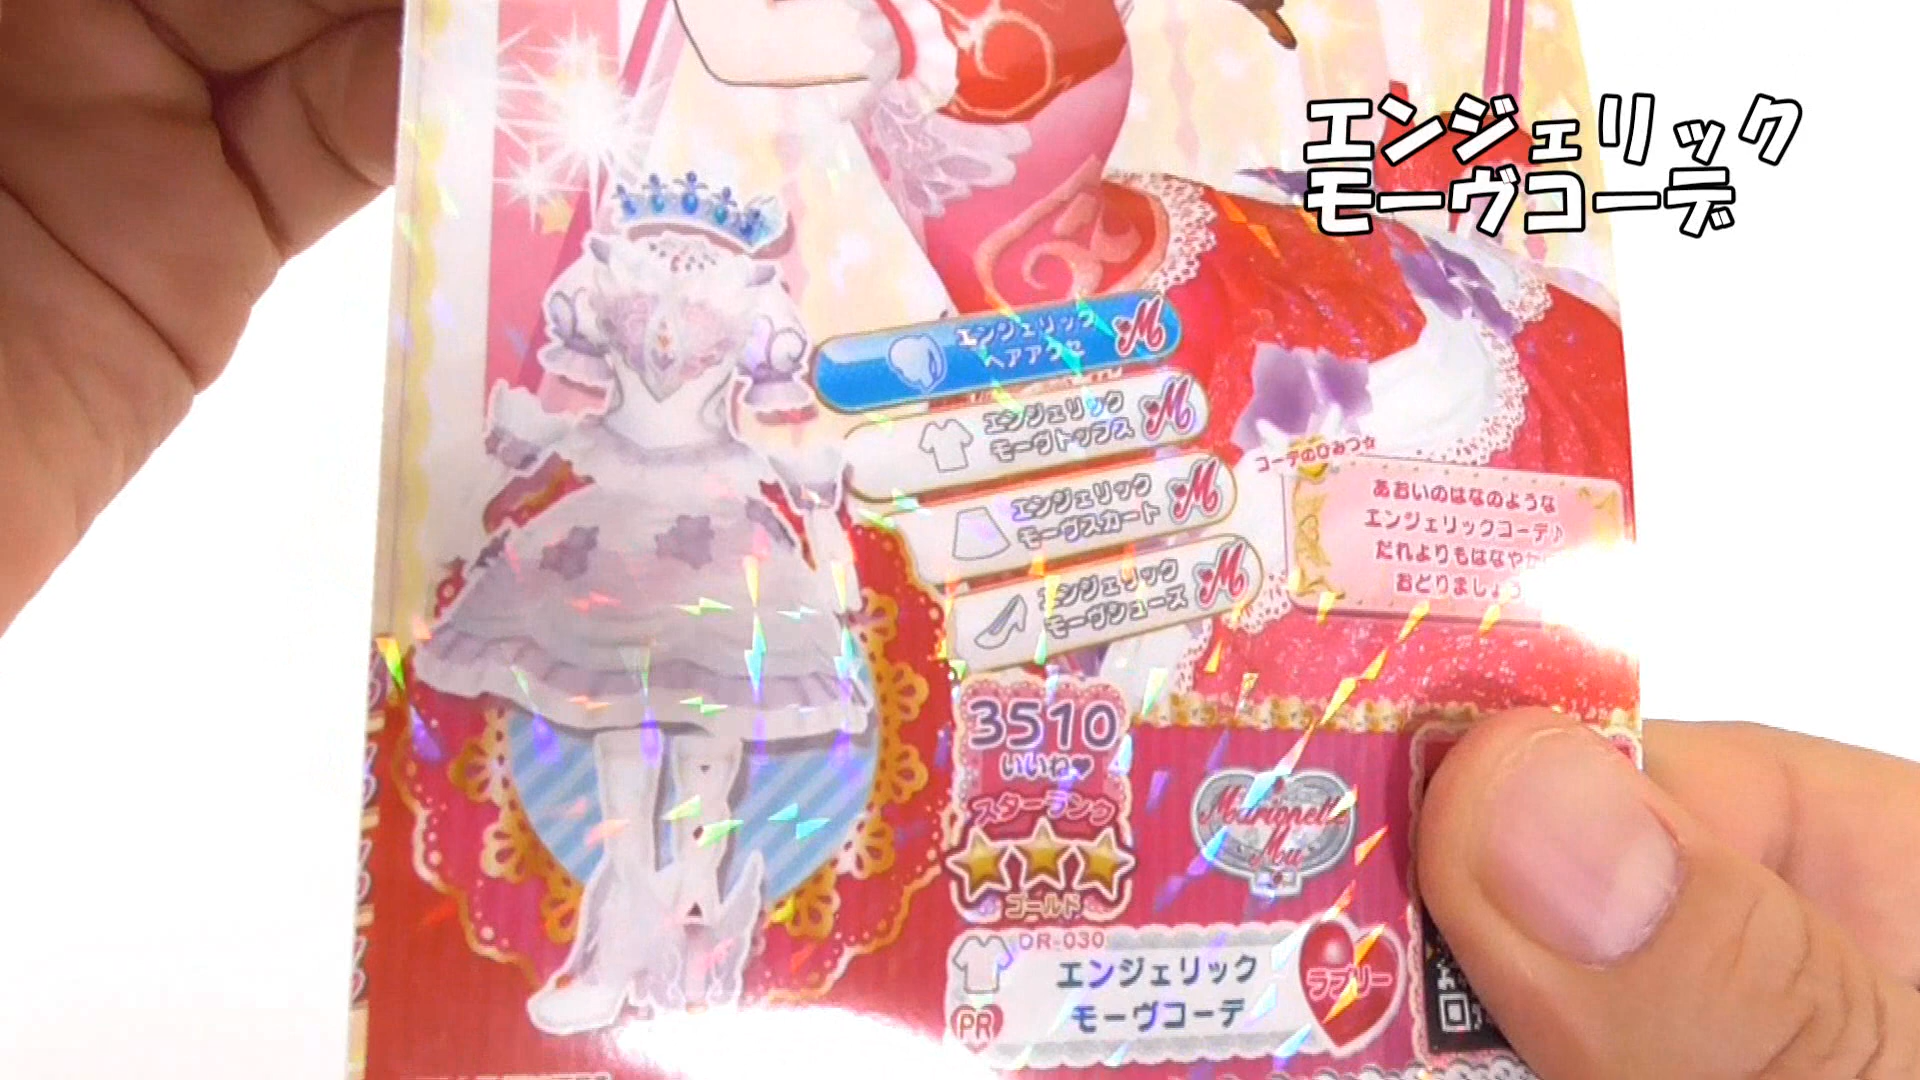 エンジェリック
モーヴコーデ
エンジェリック
ヘアアクセ
M
エンジェリック
モーヴトップス
M
エンジェリック
モーヴスカート
M
エンジェリック
モーヴシューズ
M
コーデのひみつ☆
あおいのはなのような
エンジェリックコーデ♪
だれよりもはなやか
おどりましょう
3510
いいね♥
スターランク
ゴールド
Marionette
Mu
DR-030
エンジェリック
モーヴコーデ
PR
ラブリー